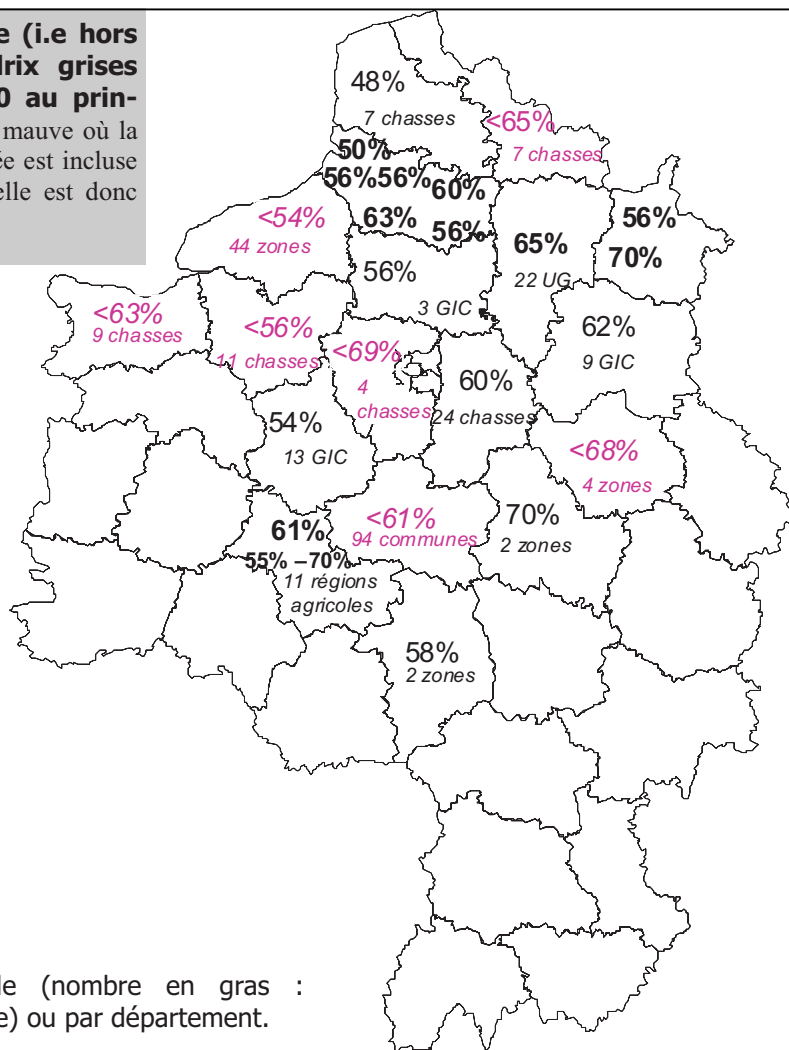 e (i.e hors
drix grises
0 au prin-
mauve où la
ée est incluse
elle est donc
48%
7 chasses
<65%
7 chasses
50%
56% 56% 60%
63% 56%
<54%
44 zones
65%
22 UG
56%
70%
56%
3 GIC
<63%
9 chasses
<56%
11 chasses
<69%
4
chasses
60%
24 chasses
62%
9 GIC
54%
13 GIC
<68%
4 zones
61%
55% –70%
11 régions
agricoles
<61%
94 communes
70%
2 zones
58%
2 zones
le (nombre en gras :
e) ou par département.